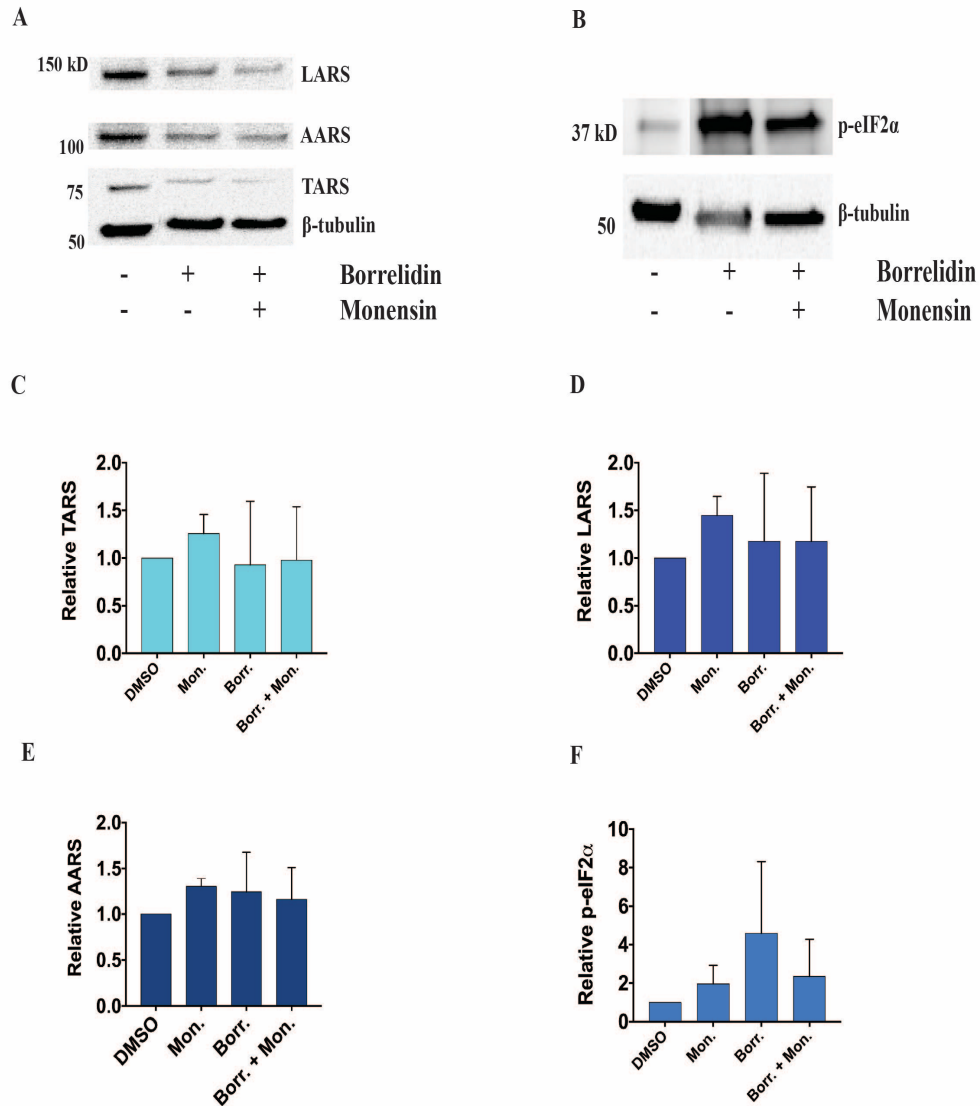 A
150 kD
LARS
AARS
100
75
TARS
β-tubulin
50
- + + Borrelidin
- - + Monensin
B
37 kD
p-eIF2α
50
β-tubulin
- + + Borrelidin
- - + Monensin
C
Relative TARS
2.0
1.5
1.0
0.5
0.0
DMSO
Mon.
Borr.
Borr. + Mon.
D
Relative LARS
2.0
1.5
1.0
0.5
0.0
DMSO
Mon.
Borr.
Borr. + Mon.
E
Relative AARS
2.0
1.5
1.0
0.5
0.0
DMSO
Mon.
Borr.
Borr. + Mon.
F
Relative p-eIF2α
10
8
6
4
2
0
DMSO
Mon.
Borr.
Borr. + Mon.